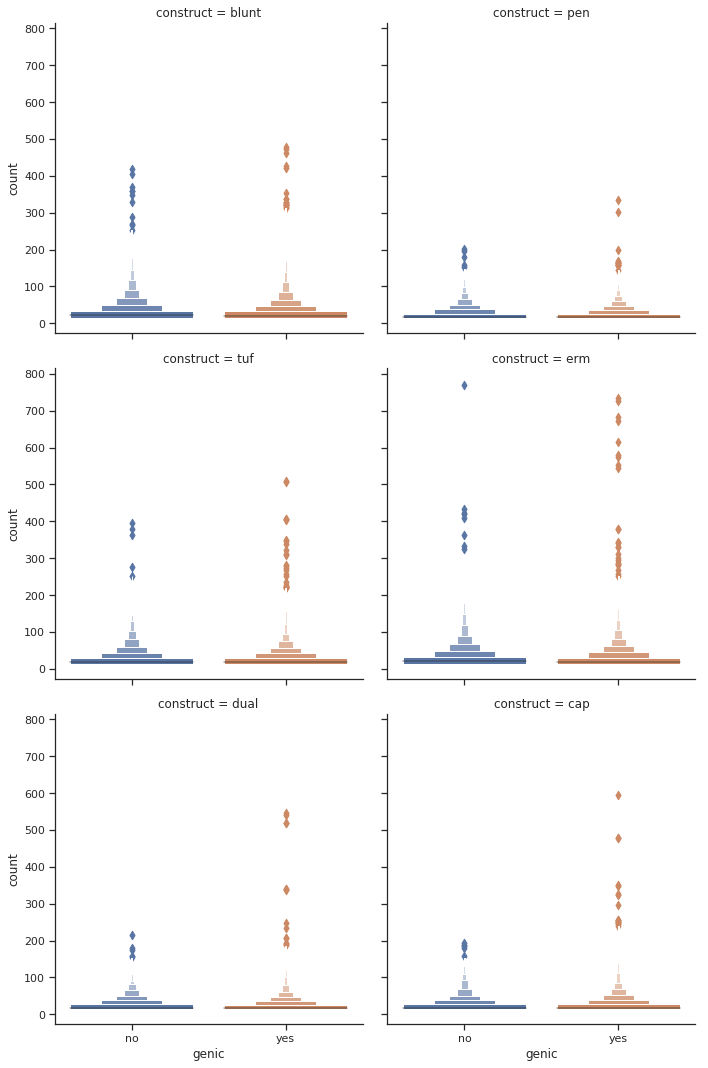 construct = blunt
construct = pen
800
700
600
500
400
300
200
100
0
count
construct = tuf
construct = erm
800
700
600
500
400
300
200
100
0
count
construct = dual
construct = cap
800
700
600
500
400
300
200
100
0
count
no
yes
no
yes
genic
genic